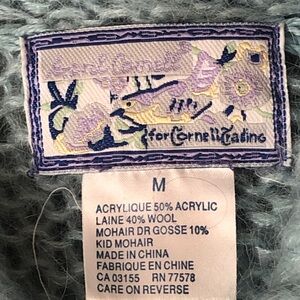 for Cornell Trading
M
ACRYLIQUE 50% ACRYLIC
LAINE 40% WOOL
MOHAIR DR GOSSE 10%
KID MOHAIR
MADE IN CHINA
FABRIQUE EN CHINE
CA 03155 RN 77578
CARE ON REVERSE